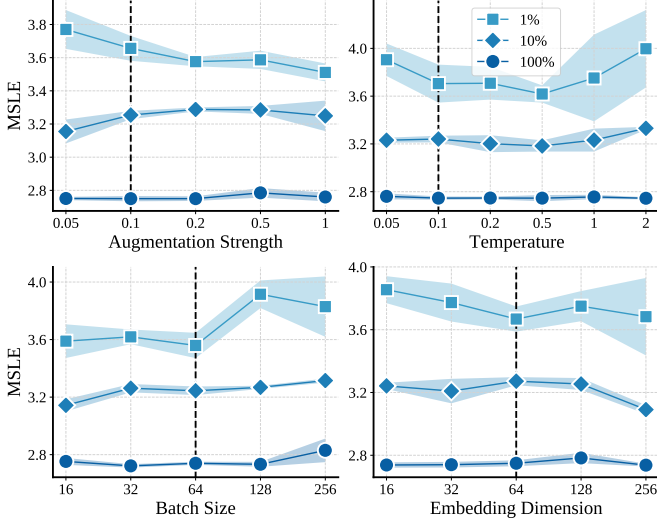 MSLE
3.8
3.6
3.4
3.2
3.0
2.8
0.05 0.1 0.2 0.5 1
Augmentation Strength
1%
10%
100%
4.0
3.6
3.2
2.8
0.05 0.1 0.2 0.5 1 2
Temperature
MSLE
4.0
3.6
3.2
2.8
16 32 64 128 256
Batch Size
4.0
3.6
3.2
2.8
16 32 64 128 256
Embedding Dimension